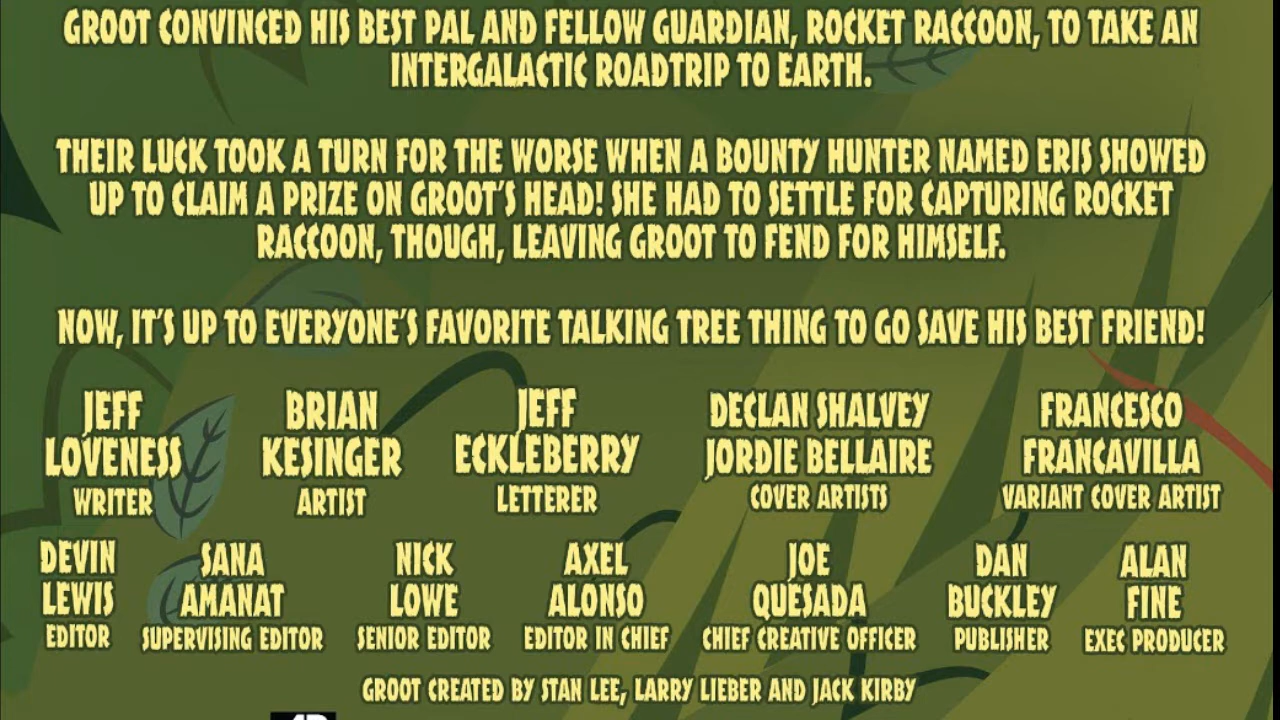 GROOT CONVINCED HIS BEST PAL AND FELLOW GUARDIAN, ROCKET RACCOON, TO TAKE AN
INTERGALACTIC ROADTRIP TO EARTH.
THEIR LUCK TOOK A TURN FOR THE WORSE WHEN A BOUNTY HUNTER NAMED ERIS SHOWED
UP TO CLAIM A PRIZE ON GROOT'S HEAD! SHE HAD TO SETTLE FOR CAPTURING ROCKET
RACCOON, THOUGH, LEAVING GROOT TO FEND FOR HIMSELF.
NOW, IT'S UP TO EVERYONE'S FAVORITE TALKING TREE THING TO GO SAVE HIS BEST FRIEND!
JEFF
LOVENESS
WRITER
BRIAN
KESINGER
ARTIST
JEFF
ECKLEBERRY
LETTERER
DECLAN SHALVEY
JORDIE BELLAIRE
COVER ARTISTS
FRANCESCO
FRANCAVILLA
VARIANT COVER ARTIST
DEVIN
LEWIS
EDITOR
SANA
AMANAT
SUPERVISING EDITOR
NICK
LOWE
SENIOR EDITOR
AXEL
ALONSO
EDITOR IN CHIEF
JOE
QUESADA
CHIEF CREATIVE OFFICER
DAN
BUCKLEY
PUBLISHER
ALAN
FINE
EXEC PRODUCER
GROOT CREATED BY STAN LEE, LARRY LIEBER AND JACK KIRBY